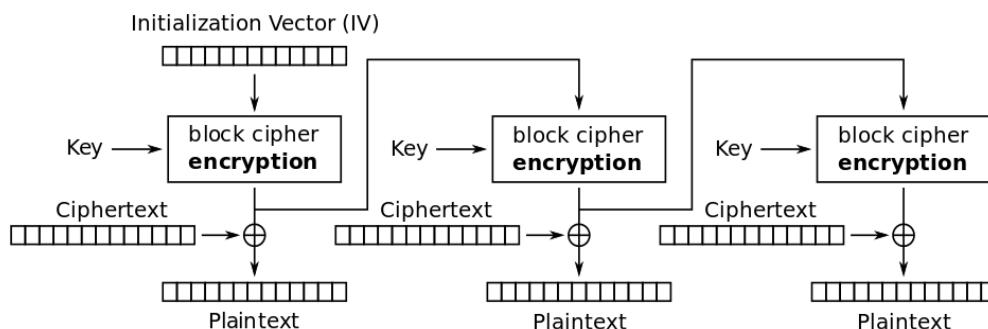 Initialization Vector (IV)
Key
block cipher
encryption
Key
block cipher
encryption
Key
block cipher
encryption
Ciphertext
Ciphertext
Ciphertext
Plaintext
Plaintext
Plaintext